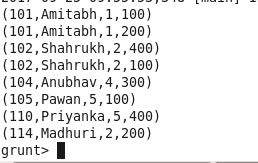 (101,Amitabh,1,100)
(101,Amitabh,1,200)
(102,Shahrukh,2,400)
(102,Shahrukh,2,100)
(104,Anubhav,4,300)
(105,Pawan,5,100)
(110,Priyanka,5,400)
(114,Madhuri,2,200)
grunt>